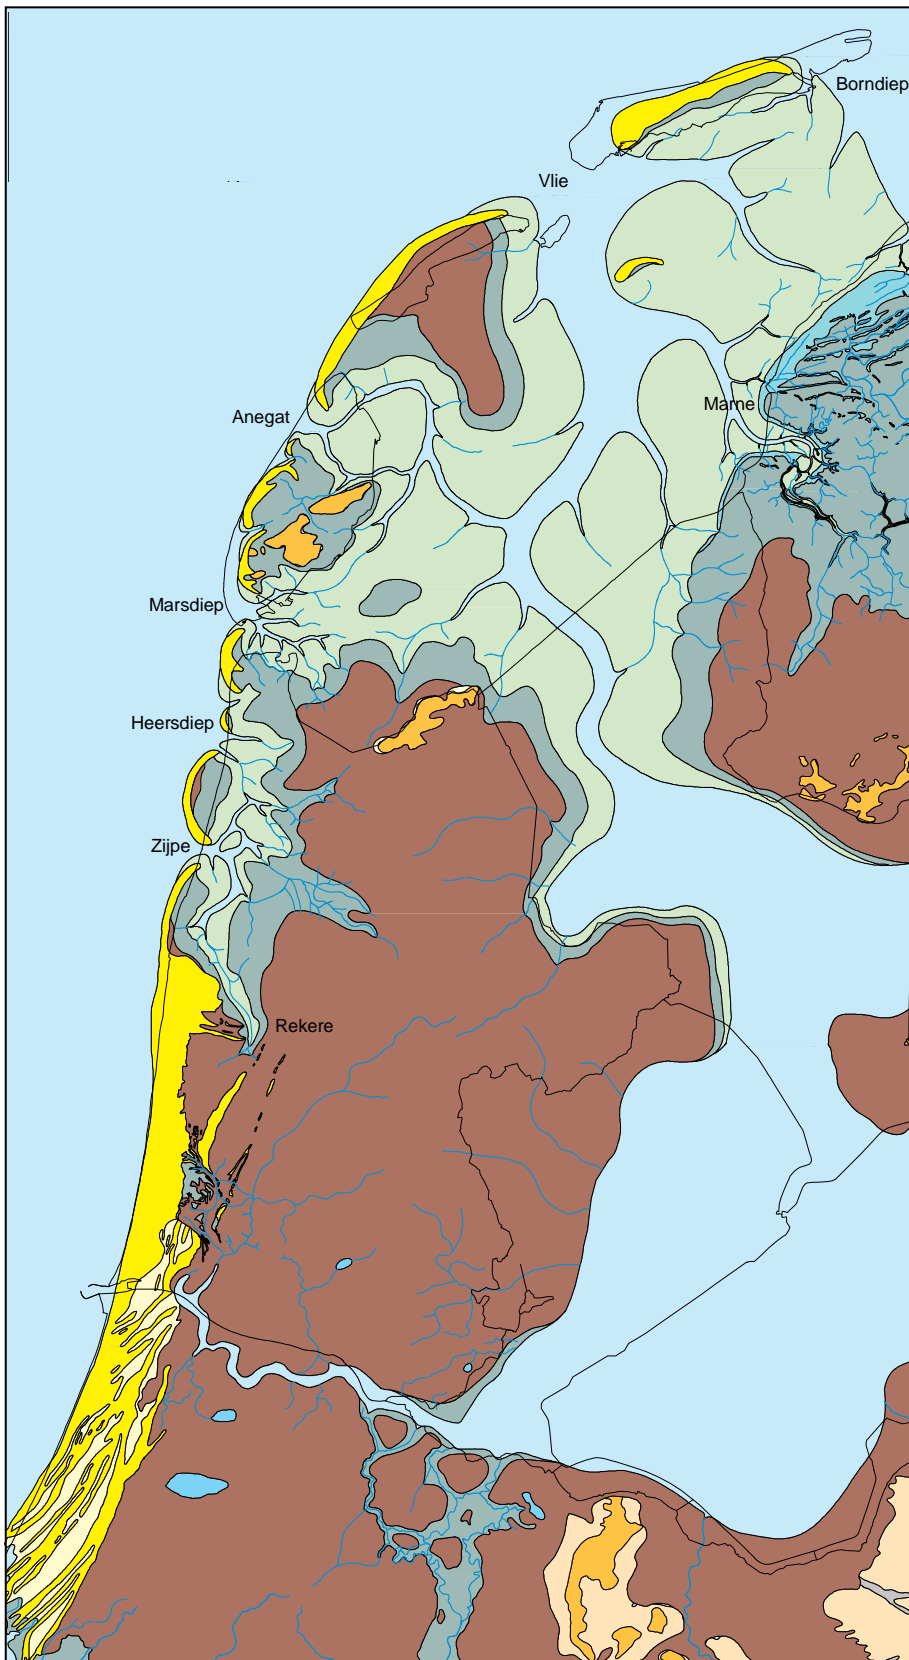 Borndiep
Vlie
Marne
Anegat
Marsdiep
Heersdiep
Zijpe
Rekere